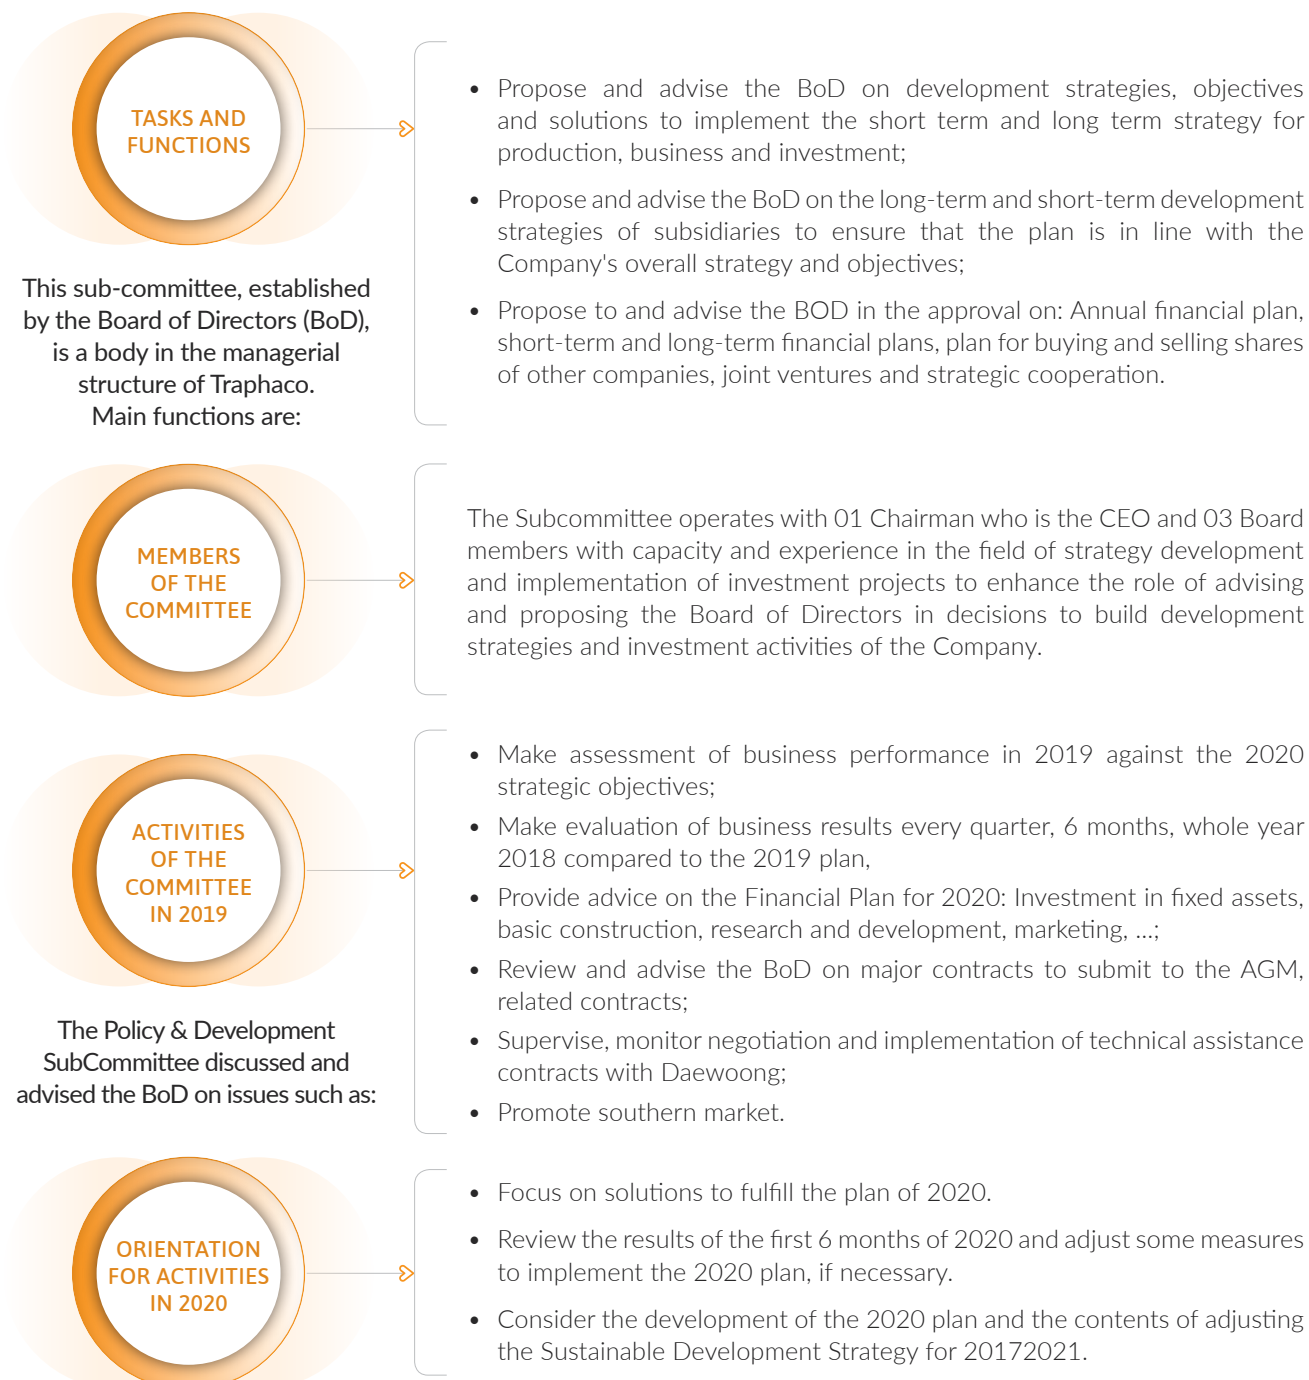 TASKS AND
FUNCTIONS
This sub-committee, established
by the Board of Directors (BoD),
is a body in the managerial
structure of Traphaco.
Main functions are:
• Propose and advise the BoD on development strategies, objectives
and solutions to implement the short term and long term strategy for
production, business and investment;
• Propose and advise the BoD on the long-term and short-term development
strategies of subsidiaries to ensure that the plan is in line with the
Company's overall strategy and objectives;
• Propose to and advise the BOD in the approval on: Annual financial plan,
short-term and long-term financial plans, plan for buying and selling shares
of other companies, joint ventures and strategic cooperation.
MEMBERS
OF THE
COMMITTEE
The Subcommittee operates with 01 Chairman who is the CEO and 03 Board
members with capacity and experience in the field of strategy development
and implementation of investment projects to enhance the role of advising
and proposing the Board of Directors in decisions to build development
strategies and investment activities of the Company.
ACTIVITIES
OF THE
COMMITTEE
IN 2019
The Policy & Development
SubCommittee discussed and
advised the BoD on issues such as:
• Make assessment of business performance in 2019 against the 2020
strategic objectives;
• Make evaluation of business results every quarter, 6 months, whole year
2018 compared to the 2019 plan,
• Provide advice on the Financial Plan for 2020: Investment in fixed assets,
basic construction, research and development, marketing, ...;
• Review and advise the BoD on major contracts to submit to the AGM,
related contracts;
• Supervise, monitor negotiation and implementation of technical assistance
contracts with Daewoong;
• Promote southern market.
ORIENTATION
FOR ACTIVITIES
IN 2020
• Focus on solutions to fulfill the plan of 2020.
• Review the results of the first 6 months of 2020 and adjust some measures
to implement the 2020 plan, if necessary.
• Consider the development of the 2020 plan and the contents of adjusting
the Sustainable Development Strategy for 20172021.